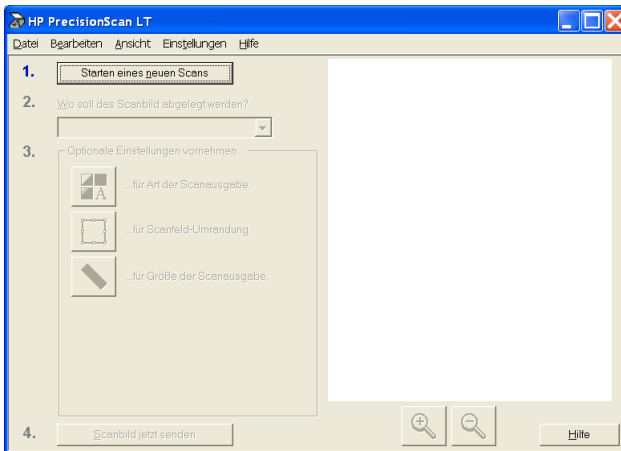 HP PrecisionScan LT
Datei Bearbeiten Ansicht Einstellungen Hilfe
1. Starten eines neuen Scans
2. Wo soll das Scanbild abgelegt werden?
3. Optionale Einstellungen vornehmen...
A ...für Art der Scanausgabe.
...für Scanfeld-Umrandung.
...für Größe der Scanausgabe.
4. Scanbild jetzt senden
Hilfe